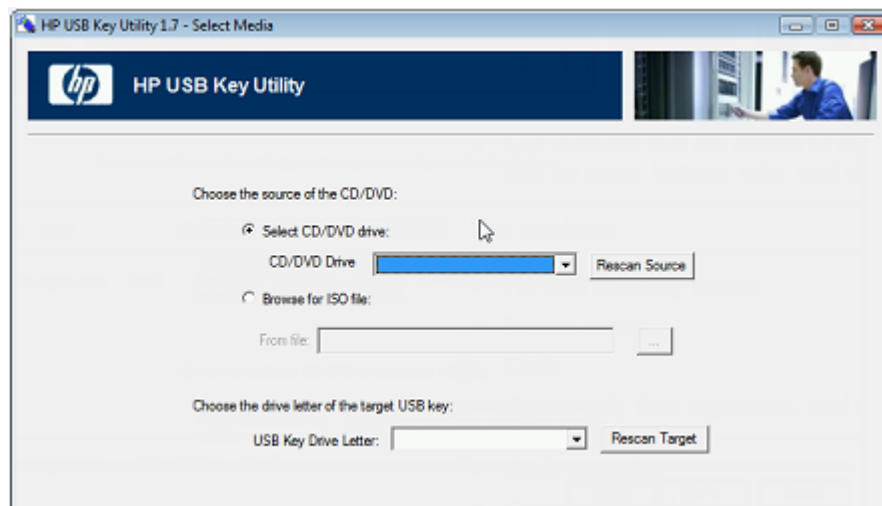 HP USB Key Utility 1.7 - Select Media
hp HP USB Key Utility
Choose the source of the CD/DVD:
Select CD/DVD drive:
CD/DVD Drive Rescan Source
Browse for ISO file:
From file: ...
Choose the drive letter of the target USB key:
USB Key Drive Letter: Rescan Target